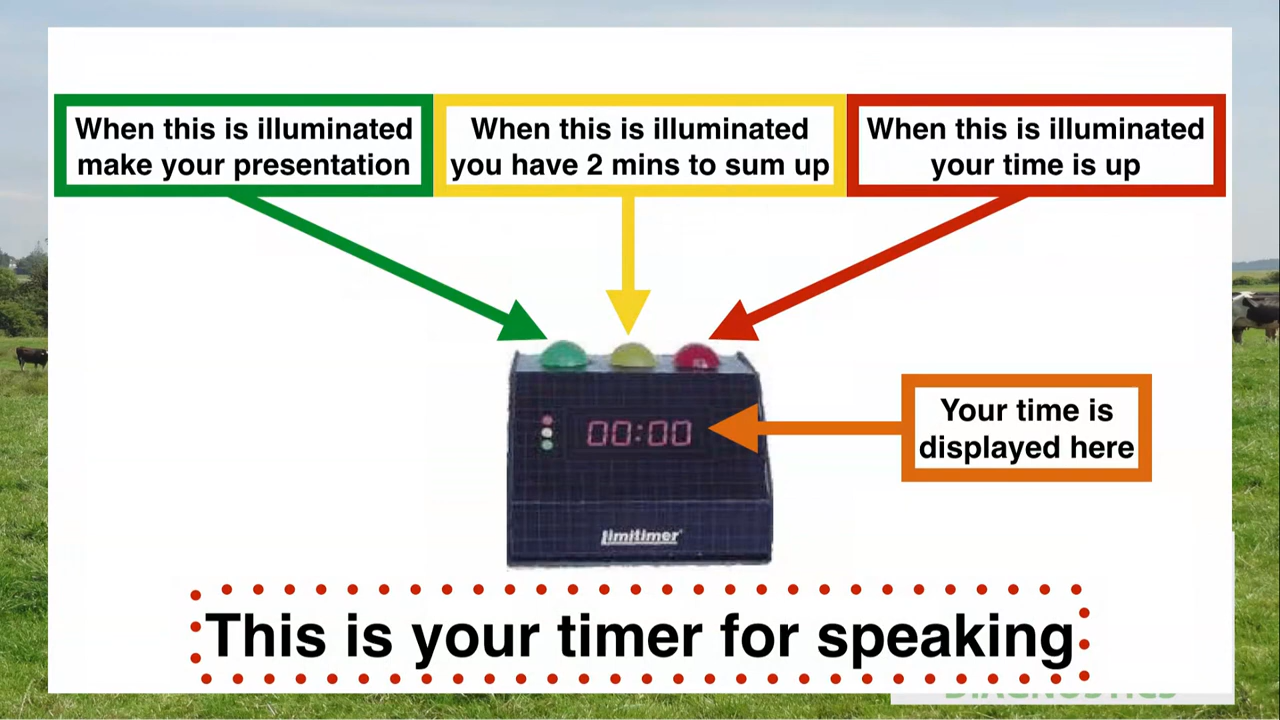 When this is illuminated
make your presentation
When this is illuminated
you have 2 mins to sum up
When this is illuminated
your time is up
Your time is
displayed here
00:00
limitimer
This is your timer for speaking
DIAGNOSTICS